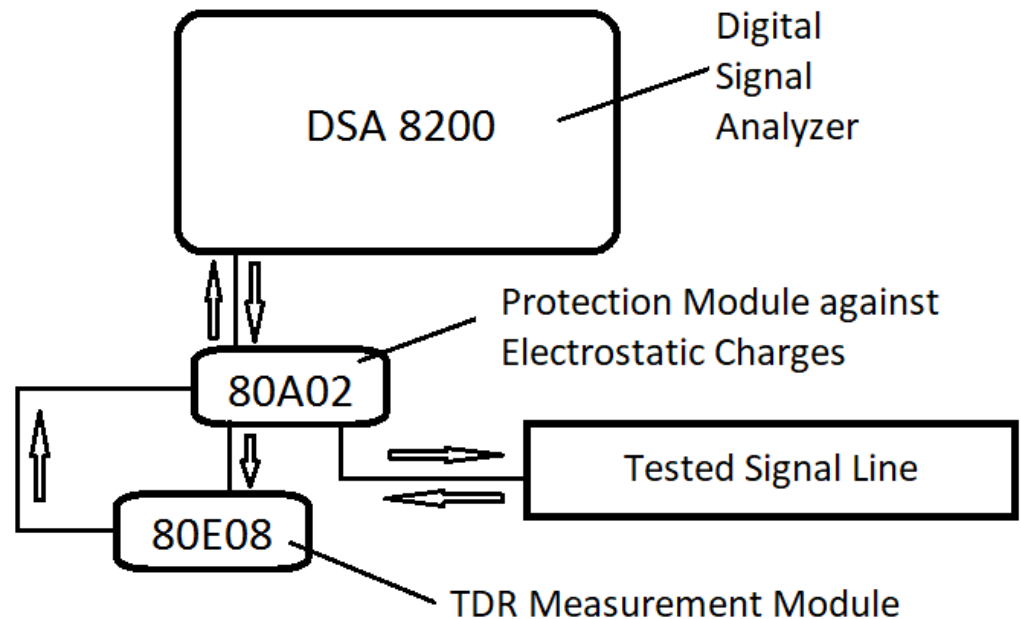 Digital
Signal
Analyzer
DSA 8200
Protection Module against
Electrostatic Charges
80A02
Tested Signal Line
80E08
TDR Measurement Module